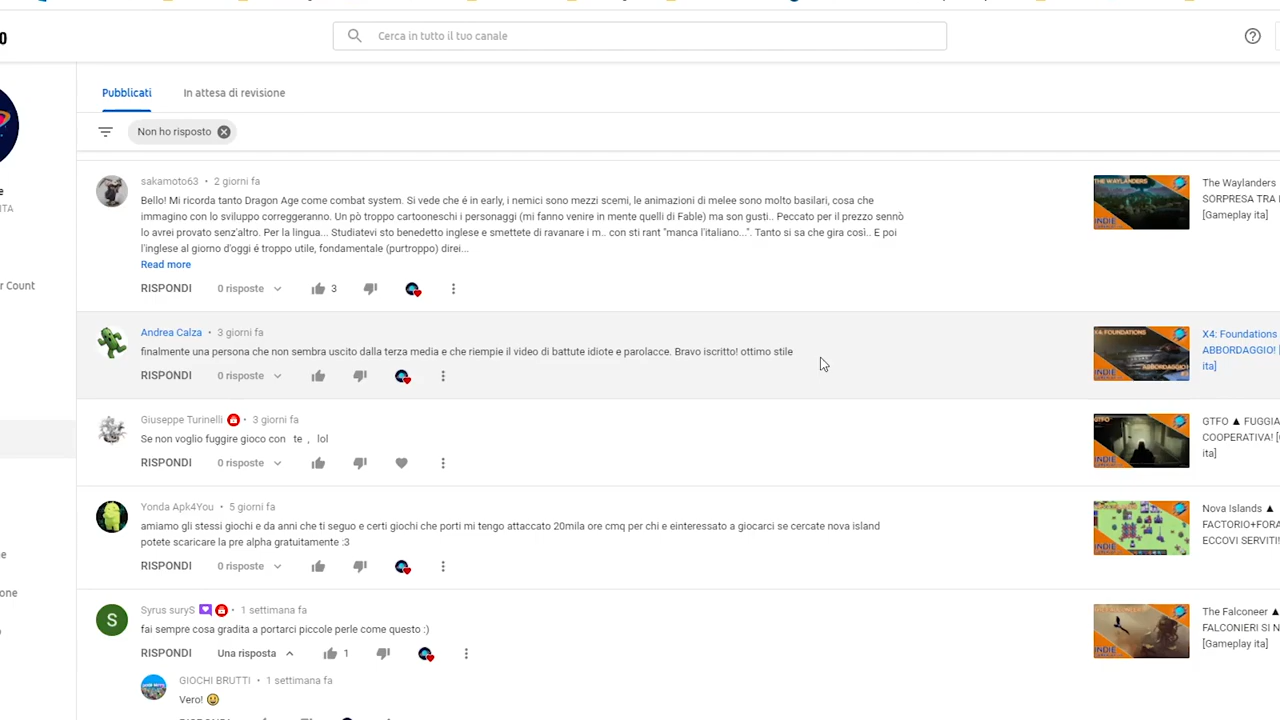 o
Cerca in tutto il tuo canale
Pubblicati
In attesa di revisione
Non ho risposto
e
ITA
r Count
ne
one
o
sakamoto63 • 2 giorni fa
Bello! Mi ricorda tanto Dragon Age come combat system. Si vede che é in early, i nemici sono mezzi scemi, le animazioni di melee sono molto basilari, cosa che
immagino con lo sviluppo correggeranno. Un pò troppo cartooneschi i personaggi (mi fanno venire in mente quelli di Fable) ma son gusti.. Peccato per il prezzo sennò
lo avrei provato senz'altro. Per la lingua... Studiatevi sto benedetto inglese e smettete di ravanare i m.. con sti rant "manca l'italiano...". Tanto si sa che gira così.. E poi
l'inglese al giorno d'oggi é troppo utile, fondamentale (purtroppo) direi...
Read more
RISPONDI 0 risposte 3
THE WAYLANDERS
The Waylanders
SORPRESA TRA I
[Gameplay ita]
Andrea Calza • 3 giorni fa
finalmente una persona che non sembra uscito dalla terza media e che riempie il video di battute idiote e parolacce. Bravo iscritto! ottimo stile
RISPONDI 0 risposte
X4: FOUNDATIONS
ABBORDAGGIO
X4: Foundations
ABBORDAGGIO! [
ita]
Giuseppe Turinelli • 3 giorni fa
Se non voglio fuggire gioco con te , lol
RISPONDI 0 risposte
GTFO
INDIE
GTFO ▲ FUGGIA
COOPERATIVA! [
ita]
Yonda Apk4You • 5 giorni fa
amiamo gli stessi giochi e da anni che ti seguo e certi giochi che porti mi tengo attaccato 20mila ore cmq per chi e einteressato a giocarci se cercate nova island
potete scaricare la pre alpha gratuitamente :3
RISPONDI 0 risposte
INDIE
Nova Islands ▲
FACTORIO+FORA
ECCOVI SERVITI!
Syrus suryS • 1 settimana fa
fai sempre cosa gradita a portarci piccole perle come questo :)
RISPONDI Una risposta 1
S
INDIE
The Falconeer ▲
FALCONIERI SI N
[Gameplay ita]
GIOCHI BRUTTI • 1 settimana fa
Vero! 😃